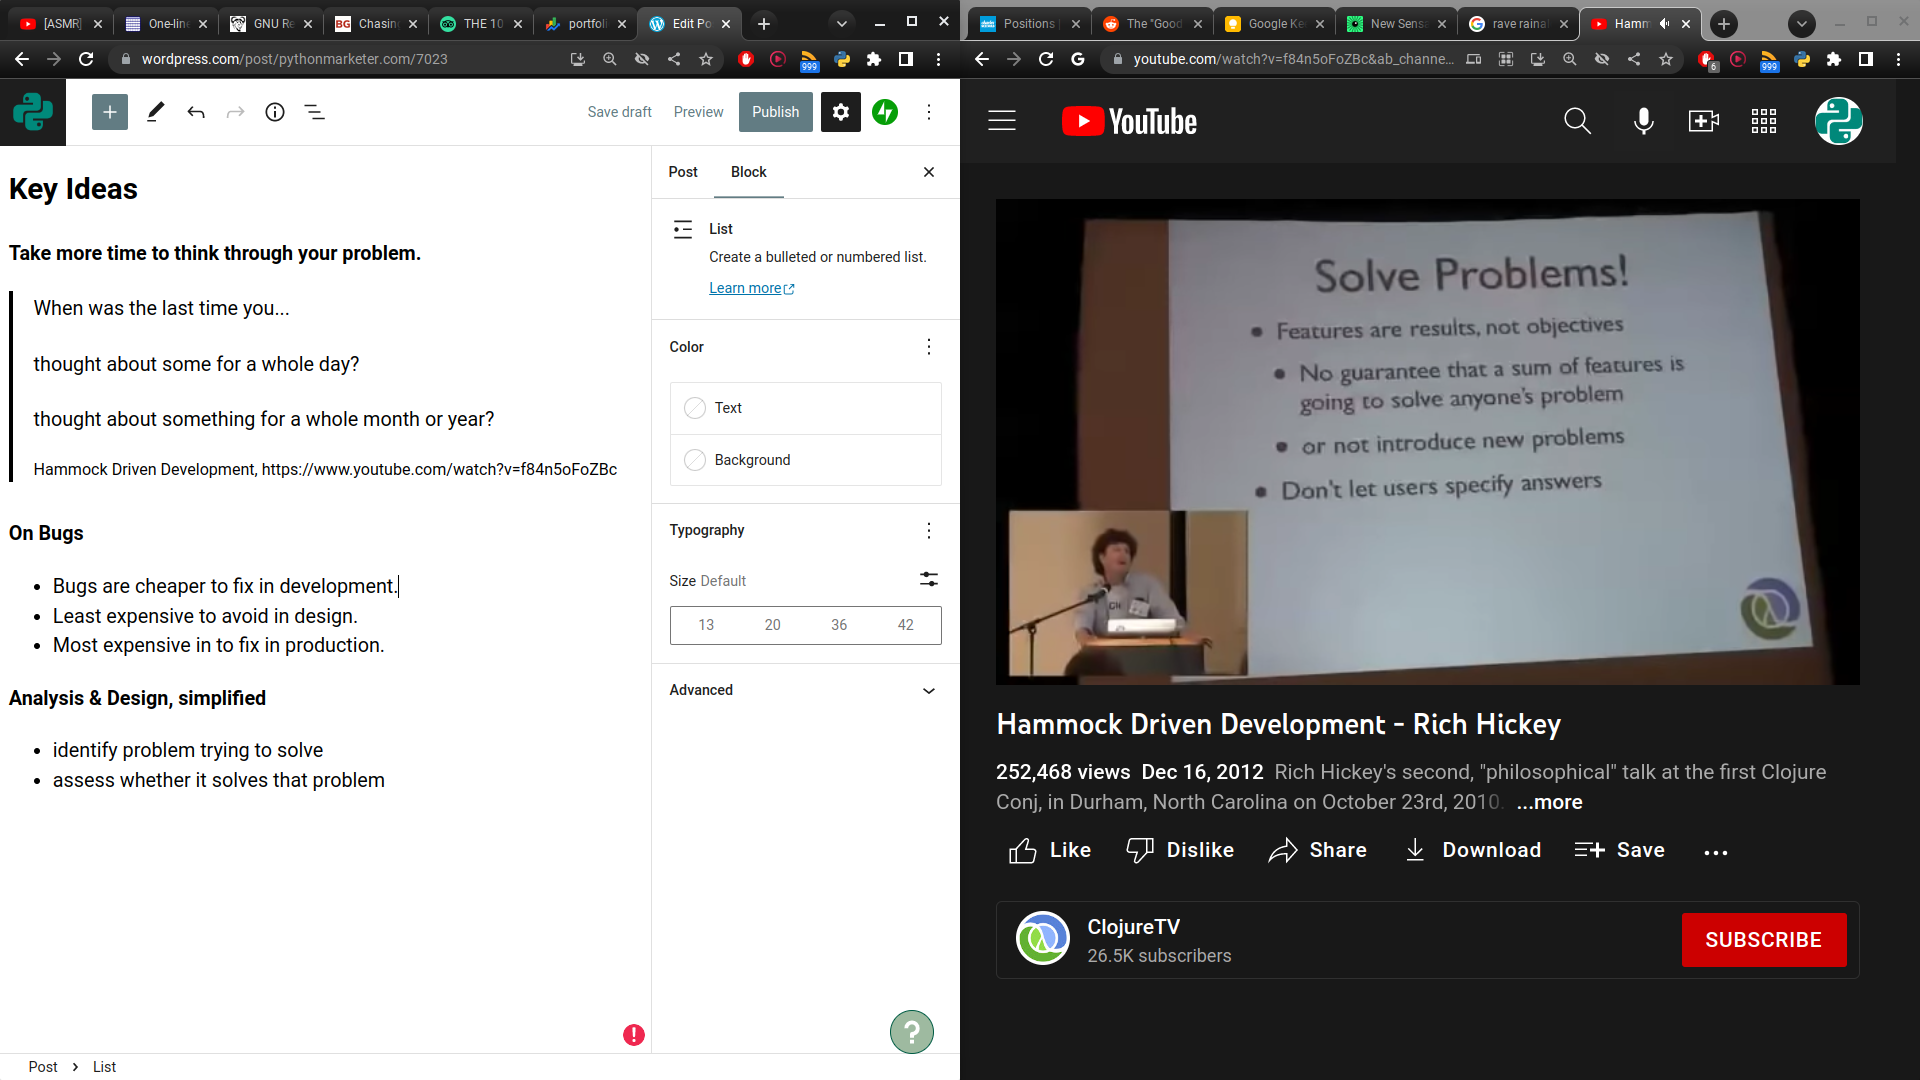 [ASMR]
One-line
GNU Re
BG Chasin
THE 10
portfoli
Edit Po
wordpress.com/post/pythonmarketer.com/7023
999
Save draft
Preview
Publish
Key Ideas
Take more time to think through your problem.
When was the last time you...
thought about some for a whole day?
thought about something for a whole month or year?
Hammock Driven Development, https://www.youtube.com/watch?v=f84n5oFoZBc
On Bugs
Bugs are cheaper to fix in development.
Least expensive to avoid in design.
Most expensive in to fix in production.
Analysis & Design, simplified
identify problem trying to solve
assess whether it solves that problem
Post
Block
List
Create a bulleted or numbered list.
Learn more
Color
Text
Background
Typography
Size Default
13 20 36 42
Advanced
?
Post > List
Positions
The "Good
Google Ke
New Sens
rave raina
Hamm
youtube.com/watch?v=f84n5oFoZBc&ab_channe...
6
999
YouTube
Solve Problems!
• Features are results, not objectives
• No guarantee that a sum of features is
going to solve anyone's problem
• or not introduce new problems
• Don't let users specify answers
Hammock Driven Development - Rich Hickey
252,468 views Dec 16, 2012 Rich Hickey's second, "philosophical" talk at the first Clojure
Conj, in Durham, North Carolina on October 23rd, 2010. ...more
Like
Dislike
Share
Download
Save
ClojureTV
26.5K subscribers
SUBSCRIBE